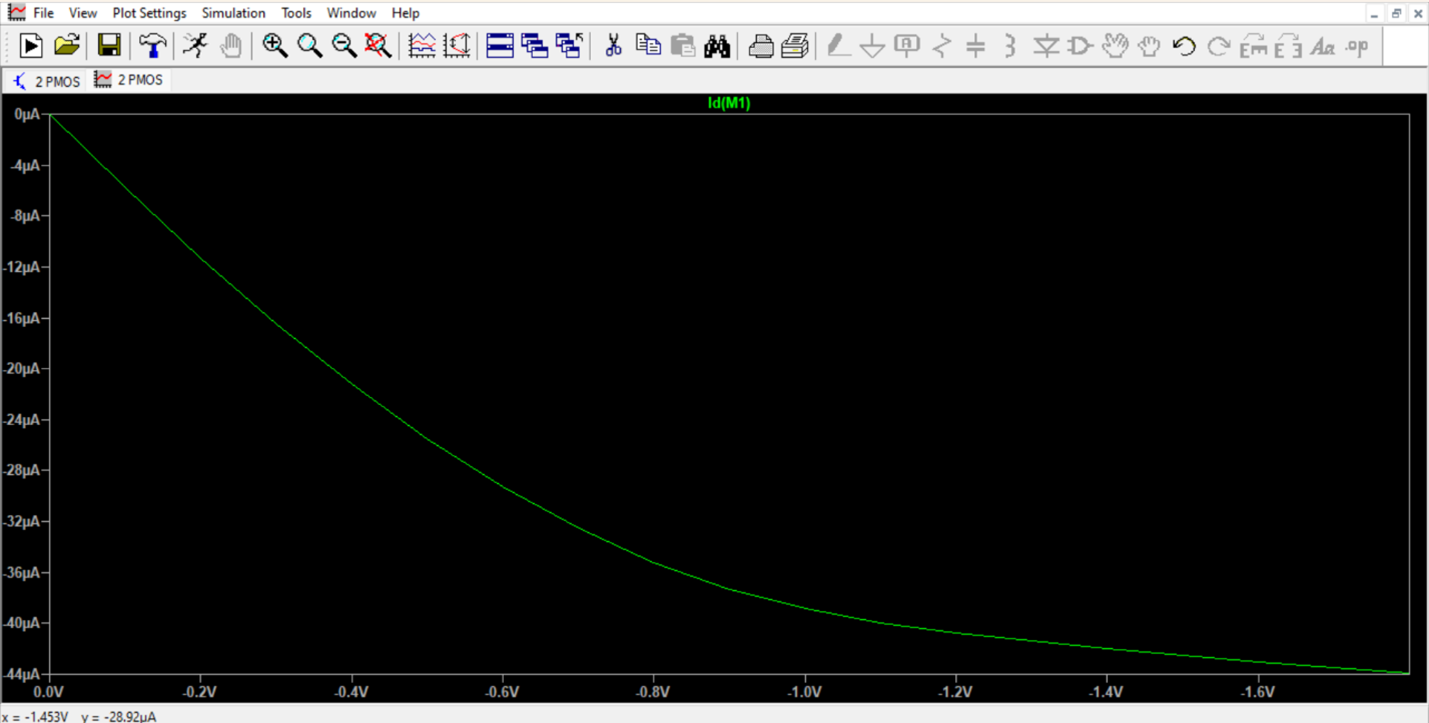 File View Plot Settings Simulation Tools Window Help
Aa .op
2 PMOS 2 PMOS
Id(M1)
0µA
-4µA
-8µA
-12µA
-16µA
-20µA
-24µA
-28µA
-32µA
-36µA
-40µA
-44µA
0.0V -0.2V -0.4V -0.6V -0.8V -1.0V -1.2V -1.4V -1.6V
x = -1.453V y = -28.92µA